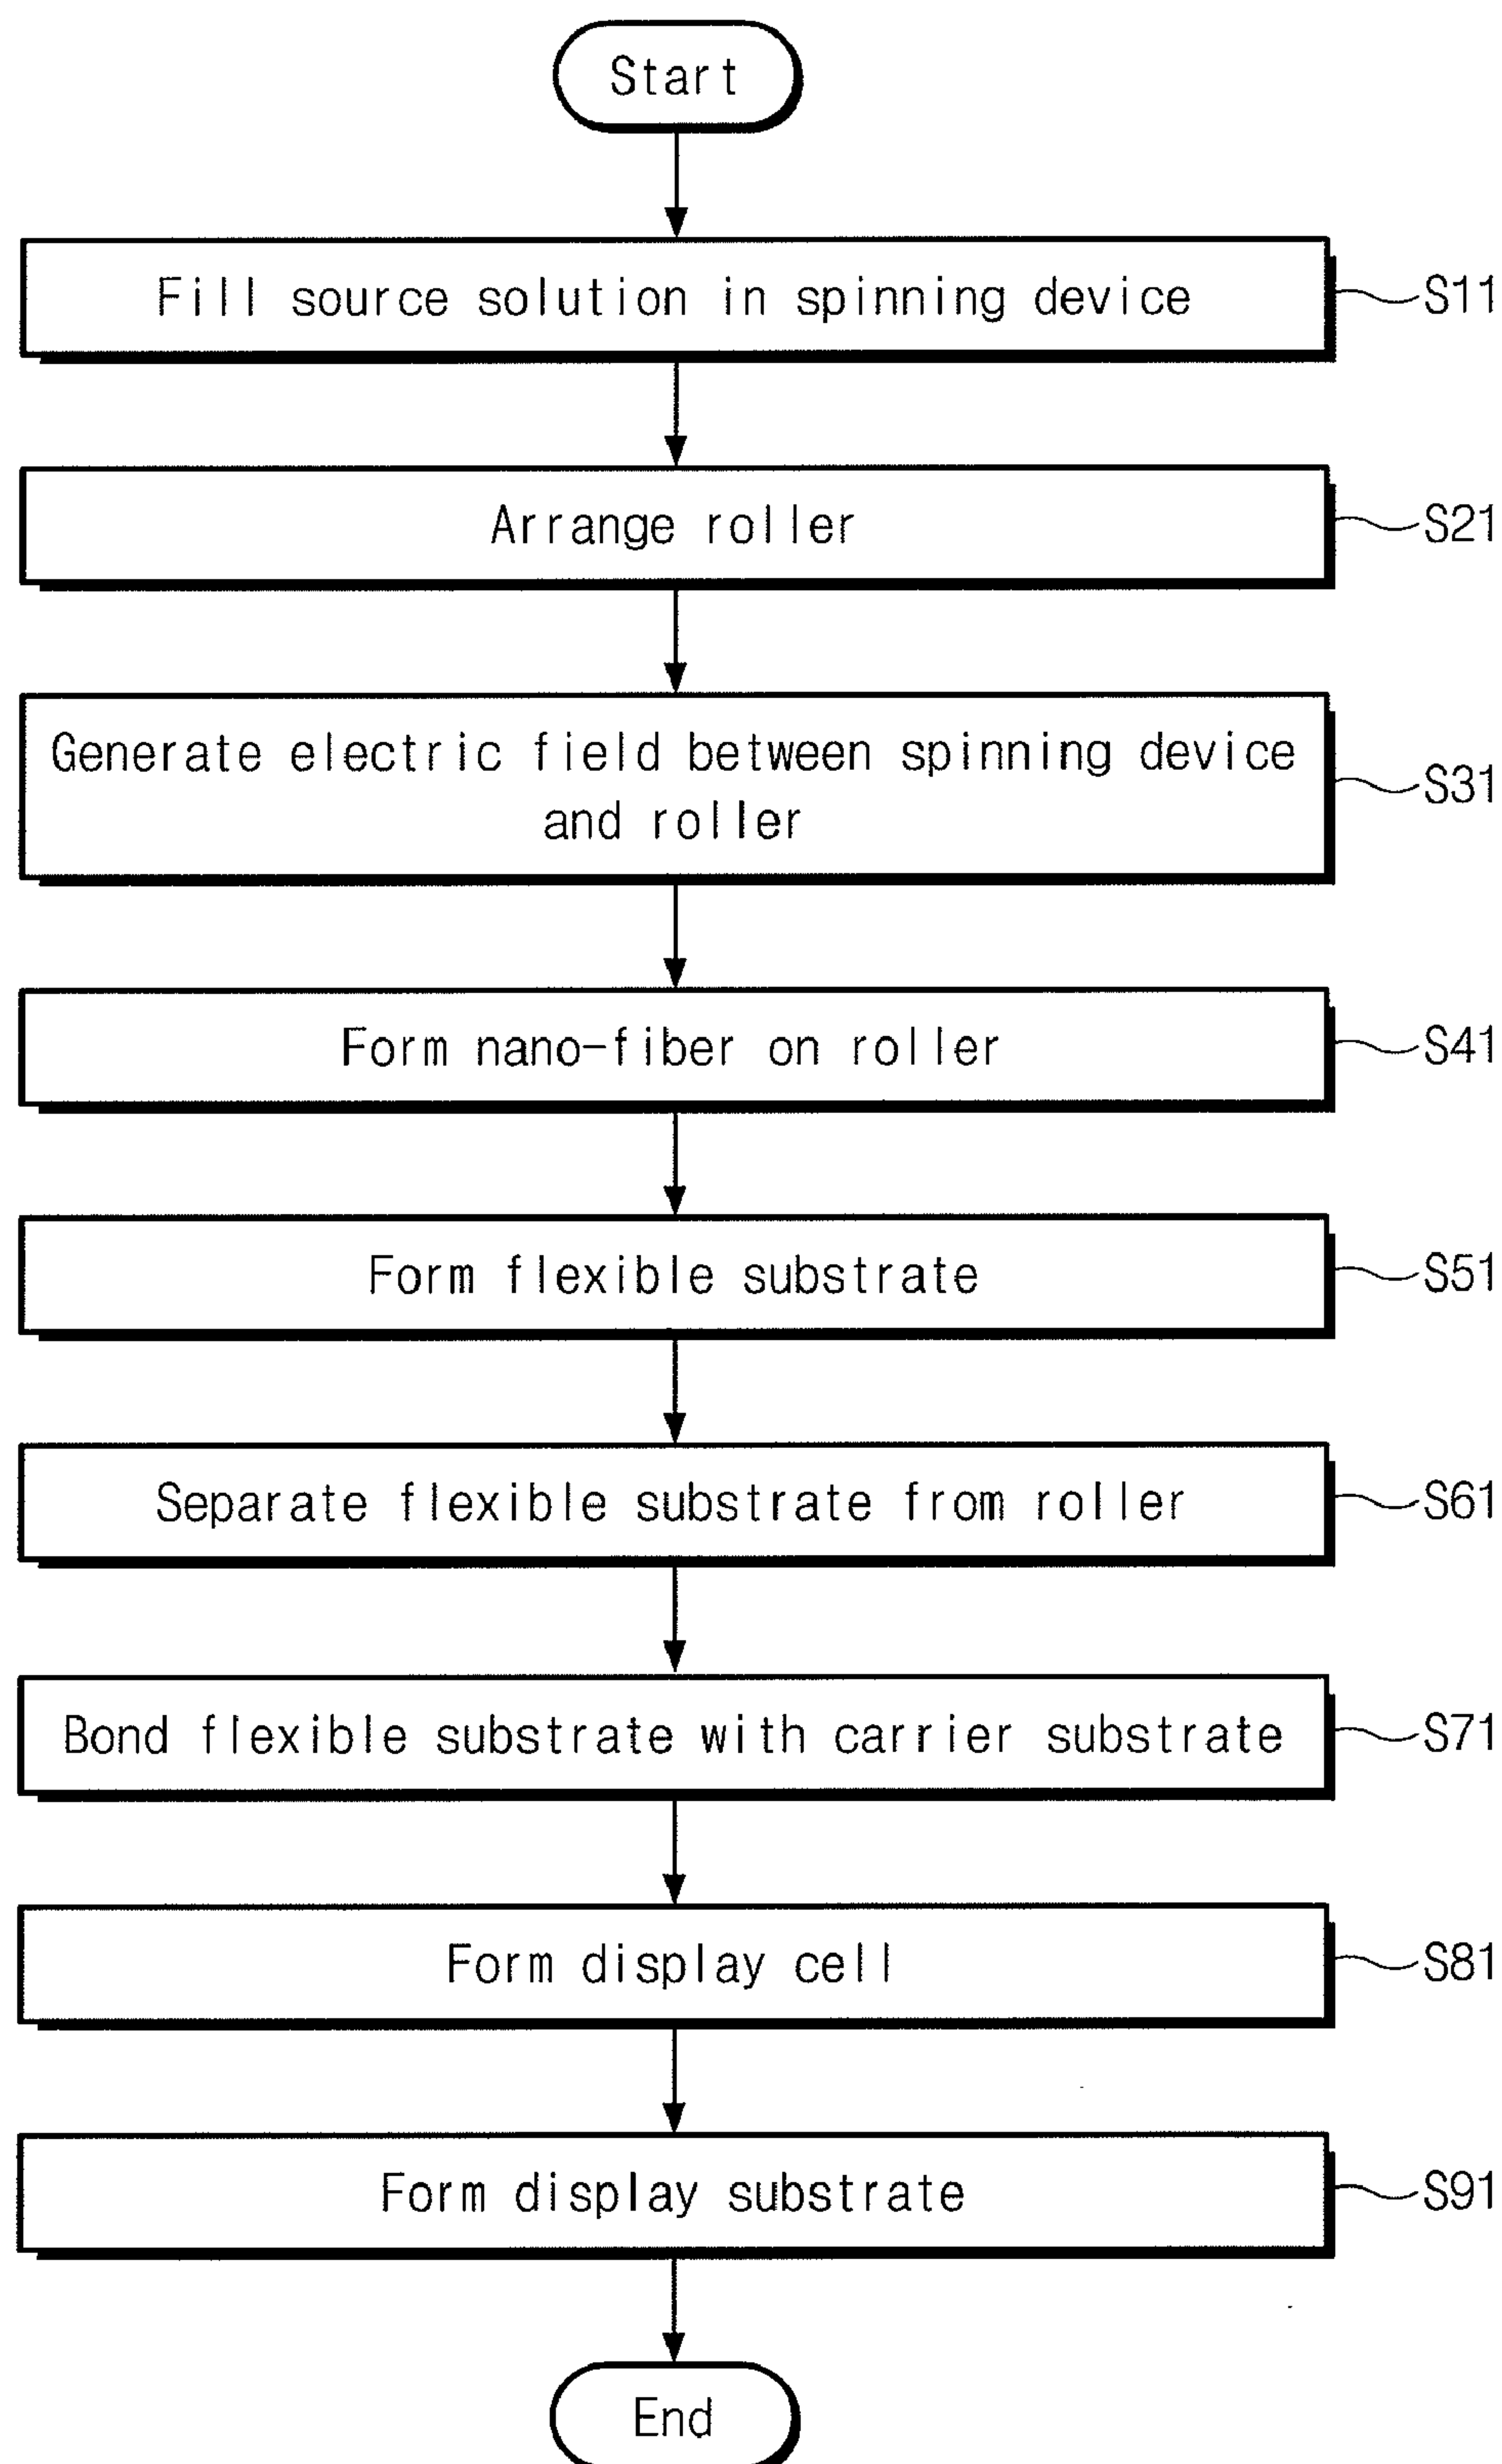 Start
Fill source solution in spinning device
S11
Arrange roller
S21
Generate electric field between spinning device
and roller
S31
Form nano-fiber on roller
S41
Form flexible substrate
S51
Separate flexible substrate from roller
S61
Bond flexible substrate with carrier substrate
S71
Form display cell
S81
Form display substrate
S91
End